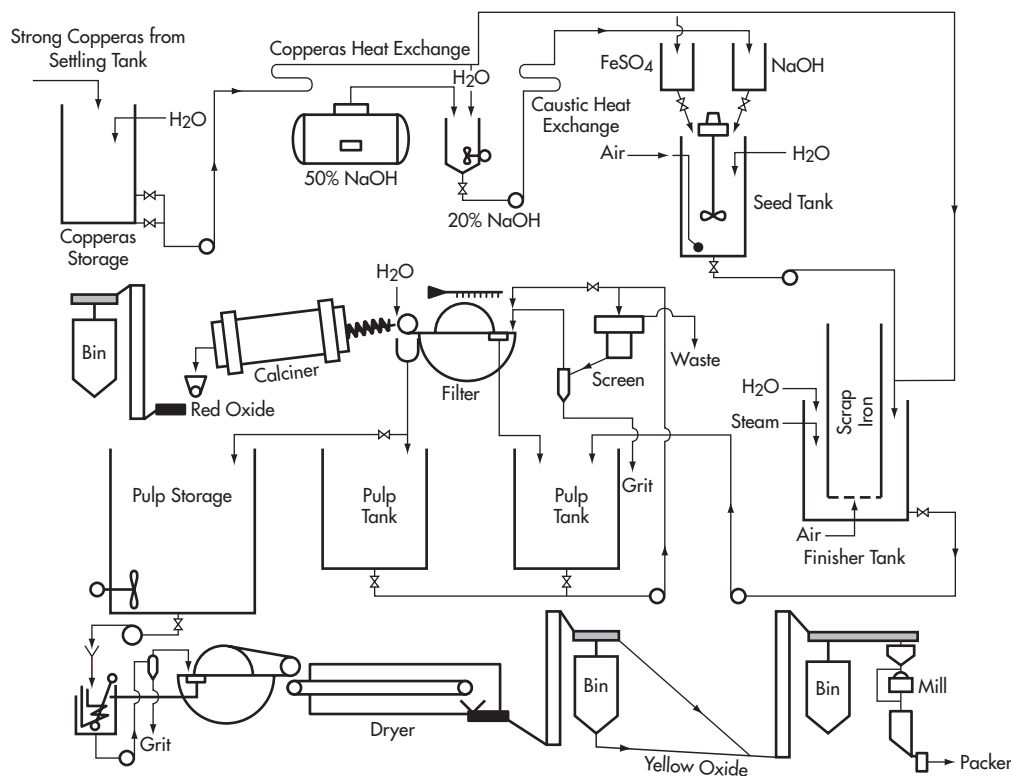 Strong Copperas from
Settling Tank
H2O
Copperas
Storage
Copperas Heat Exchange
50% NaOH
H2O
20% NaOH
Caustic Heat
Exchange
FeSO4
NaOH
Air
H2O
Seed Tank
Bin
Red Oxide
Calciner
H2O
Filter
Screen
Waste
Grit
H2O
Steam
Scrap
Iron
Air
Finisher Tank
Pulp Storage
Pulp
Tank
Pulp
Tank
Grit
Dryer
Bin
Yellow Oxide
Bin
Mill
Packer